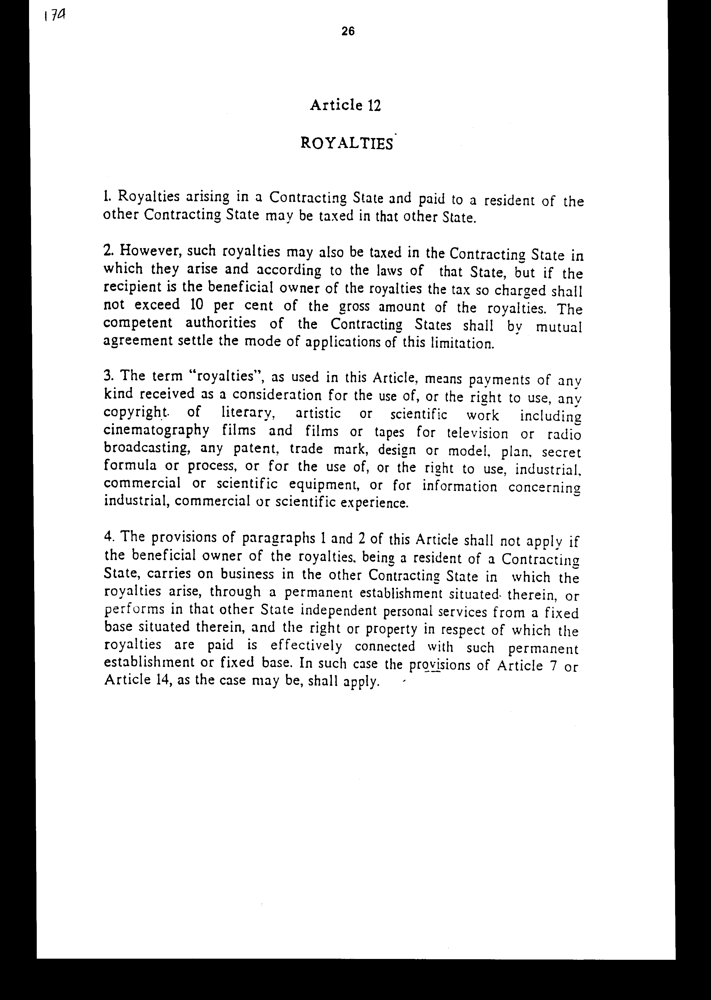 174
26
Article 12
ROYALTIES
1. Royalties arising in a Contracting State and paid to a resident of the
other Contracting State may be taxed in that other State.
2. However, such royalties may also be taxed in the Contracting State in
which they arise and according to the laws of that State, but if the
recipient is the beneficial owner of the royalties the tax so charged shall
not exceed 10 per cent of the gross amount of the royalties. The
competent authorities of the Contracting States shall by mutual
agreement settle the mode of applications of this limitation.
3. The term “royalties”, as used in this Article, means payments of any
kind received as a consideration for the use of, or the right to use, any
copyright of literary, artistic or scientific work including
cinematography films and films or tapes for television or radio
broadcasting, any patent, trade mark, design or model, plan, secret
formula or process, or for the use of, or the right to use, industrial,
commercial or scientific equipment, or for information concerning
industrial, commercial or scientific experience.
4. The provisions of paragraphs 1 and 2 of this Article shall not apply if
the beneficial owner of the royalties, being a resident of a Contracting
State, carries on business in the other Contracting State in which the
royalties arise, through a permanent establishment situated therein, or
performs in that other State independent personal services from a fixed
base situated therein, and the right or property in respect of which the
royalties are paid is effectively connected with such permanent
establishment or fixed base. In such case the provisions of Article 7 or
Article 14, as the case may be, shall apply.